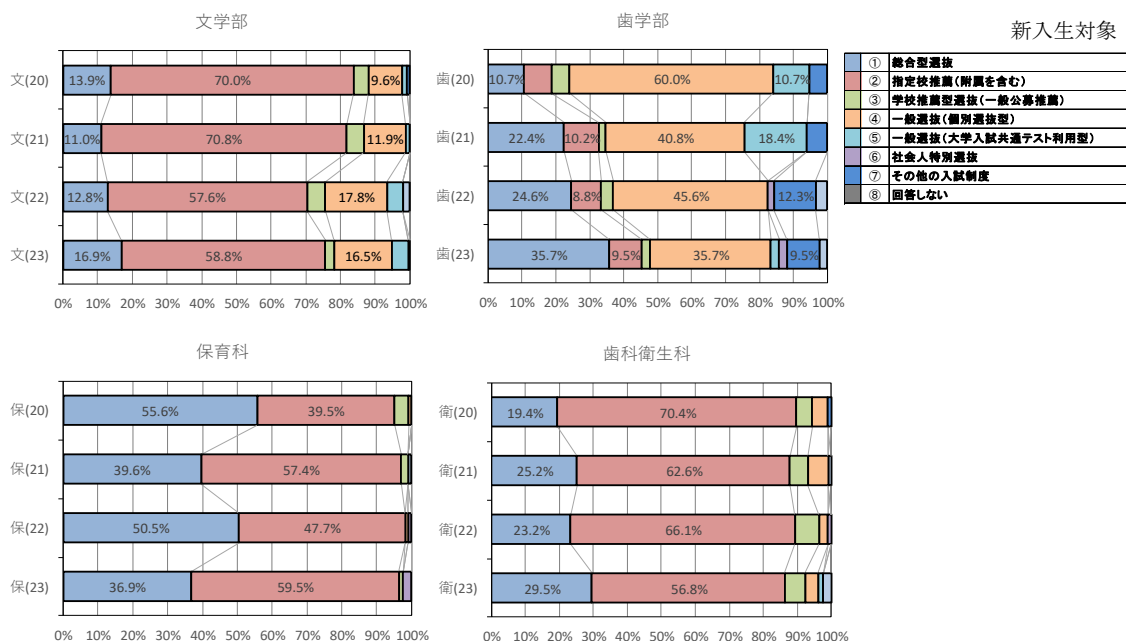 新入生対象
① 総合型選抜
② 指定校推薦(附属を含む)
③ 学校推薦型選抜(一般公募推薦)
④ 一般選抜(個別選抜型)
⑤ 一般選抜(大学入試共通テスト利用型)
⑥ 社会人特別選抜
⑦ その他の入試制度
⑧ 回答しない
文学部
文(20) 13.9% 70.0% 9.6%
文(21) 11.0% 70.8% 11.9%
文(22) 12.8% 57.6% 17.8%
文(23) 16.9% 58.8% 16.5%
0% 10% 20% 30% 40% 50% 60% 70% 80% 90% 100%
歯学部
歯(20) 10.7% 60.0% 10.7%
歯(21) 22.4% 10.2% 40.8% 18.4%
歯(22) 24.6% 8.8% 45.6% 12.3%
歯(23) 35.7% 9.5% 35.7% 9.5%
0% 10% 20% 30% 40% 50% 60% 70% 80% 90% 100%
保育科
保(20) 55.6% 39.5%
保(21) 39.6% 57.4%
保(22) 50.5% 47.7%
保(23) 36.9% 59.5%
0% 10% 20% 30% 40% 50% 60% 70% 80% 90% 100%
歯科衛生科
衛(20) 19.4% 70.4%
衛(21) 25.2% 62.6%
衛(22) 23.2% 66.1%
衛(23) 29.5% 56.8%
0% 10% 20% 30% 40% 50% 60% 70% 80% 90% 100%